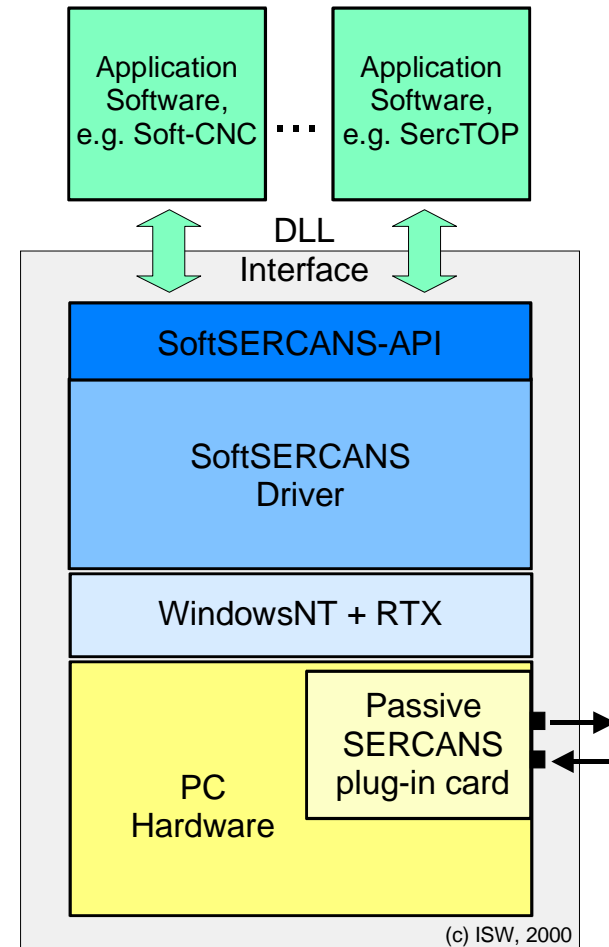 Application
Software,
e.g. Soft-CNC
...
Application
Software,
e.g. SercTOP
DLL
Interface
SoftSERCANS-API
SoftSERCANS
Driver
WindowsNT + RTX
Passive
SERCANS
plug-in card
PC
Hardware
(c) ISW, 2000